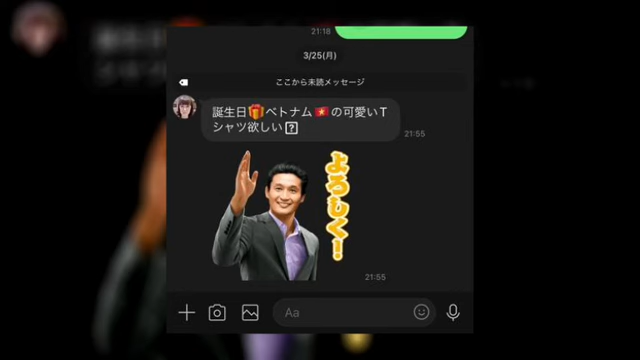 21:18
3/25(月)
ここから未読メッセージ
誕生日🎁ベトナム🇻🇳の可愛いT
シャツ欲しい?
21:55
よろしく!
21:55
Aa